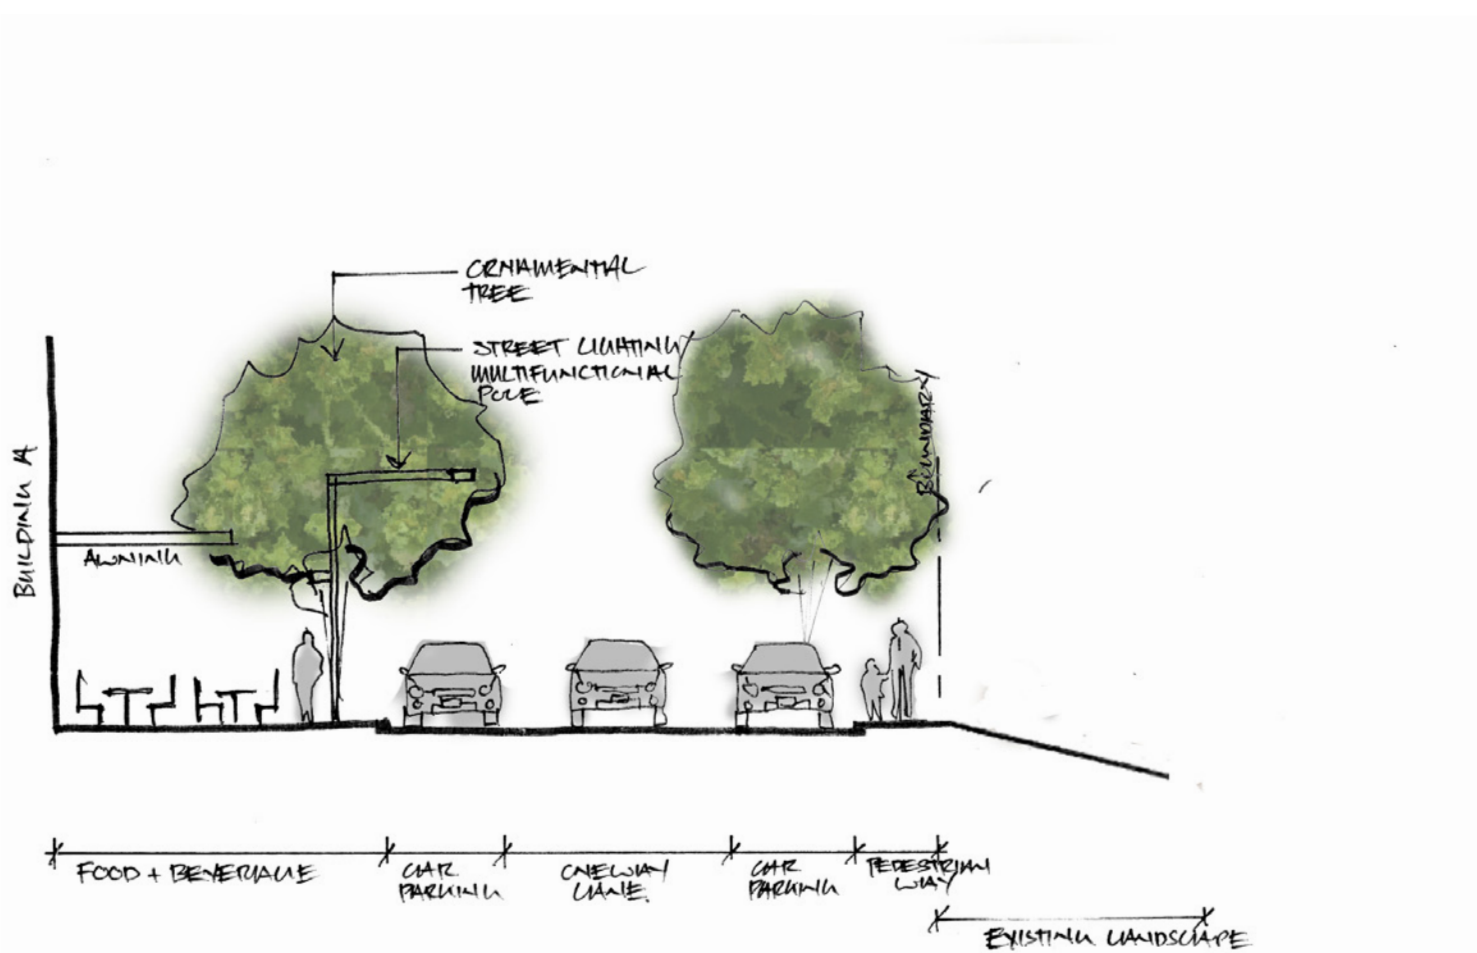 ORNAMENTAL
TREE
STREET LIGHTING
MULTIFUNCTIONAL
POLE
BOUNDARY
BUILDING A
AWNING
FOOD + BEVERAGE
CAR
PARKING
ONEWAY
LANE.
CAR
PARKING
PEDESTRIAN
WAY
EXISTING LANDSCAPE